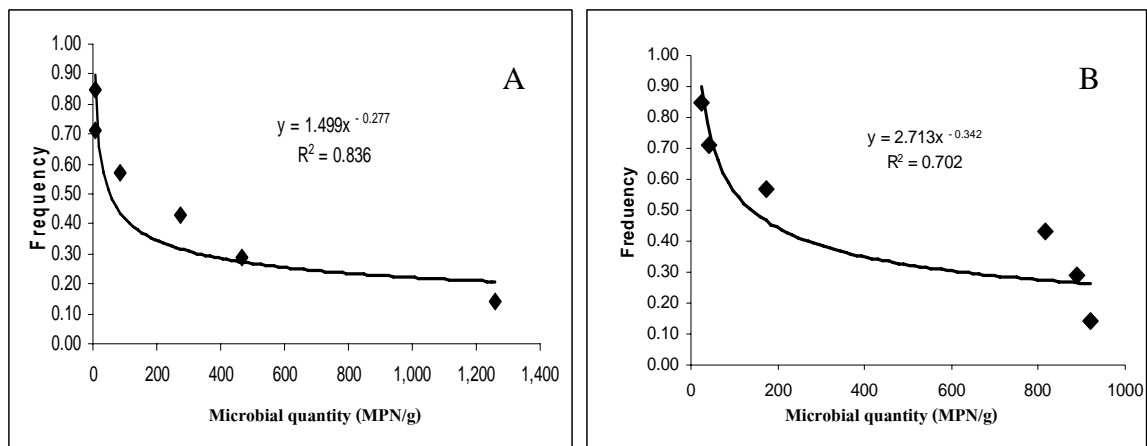 A
1.00
0.90
0.80
0.70
0.60
0.50
0.40
0.30
0.20
0.10
0.00
Frequency
y = 1.499x^-0.277
R² = 0.836
0 200 400 600 800 1,000 1,200 1,400
Microbial quantity (MPN/g)
B
1.00
0.90
0.80
0.70
0.60
0.50
0.40
0.30
0.20
0.10
0.00
Freduency
y = 2.713x^-0.342
R² = 0.702
0 200 400 600 800 1000
Microbial quantity (MPN/g)